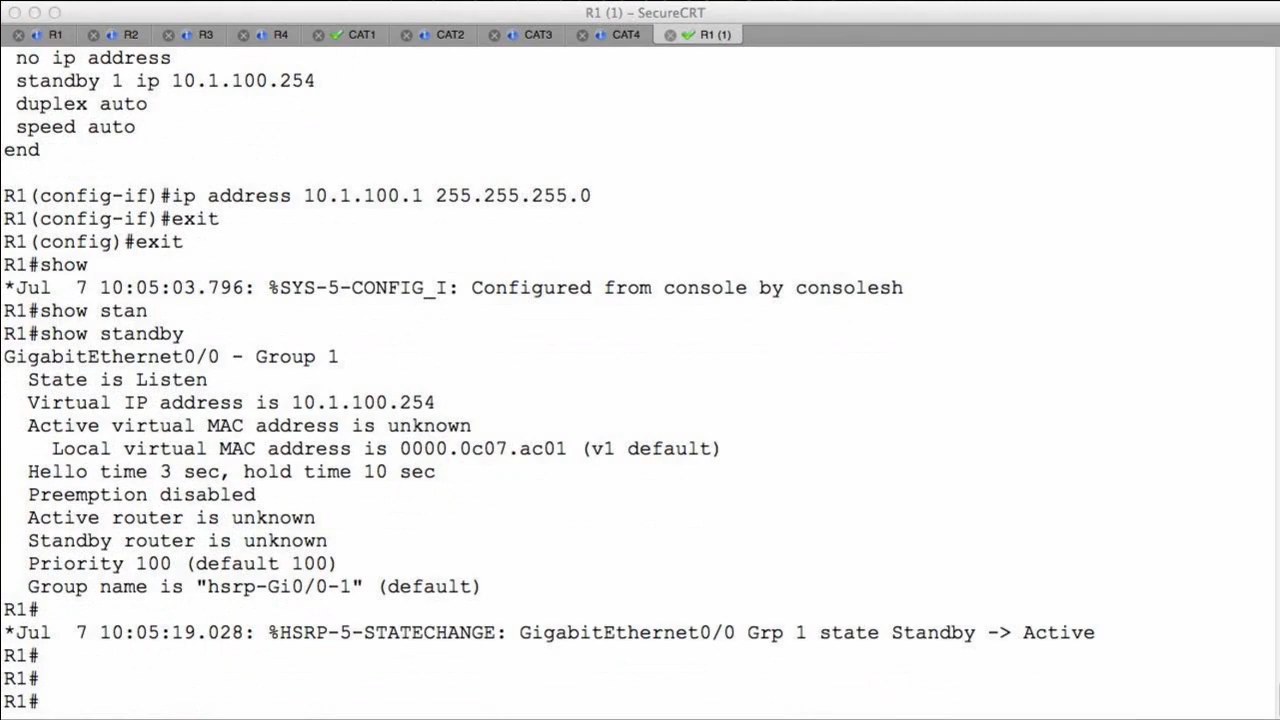 R1 (1) – SecureCRT
R1 R2 R3 R4 CAT1 CAT2 CAT3 CAT4 R1 (1)
no ip address
standby 1 ip 10.1.100.254
duplex auto
speed auto
end
R1(config-if)#ip address 10.1.100.1 255.255.255.0
R1(config-if)#exit
R1(config)#exit
R1#show
*Jul  7 10:05:03.796: %SYS-5-CONFIG_I: Configured from console by consolesh
R1#show stan
R1#show standby
GigabitEthernet0/0 - Group 1
State is Listen
Virtual IP address is 10.1.100.254
Active virtual MAC address is unknown
Local virtual MAC address is 0000.0c07.ac01 (v1 default)
Hello time 3 sec, hold time 10 sec
Preemption disabled
Active router is unknown
Standby router is unknown
Priority 100 (default 100)
Group name is "hsrp-Gi0/0-1" (default)
R1#
*Jul  7 10:05:19.028: %HSRP-5-STATECHANGE: GigabitEthernet0/0 Grp 1 state Standby -> Active
R1#
R1#
R1#